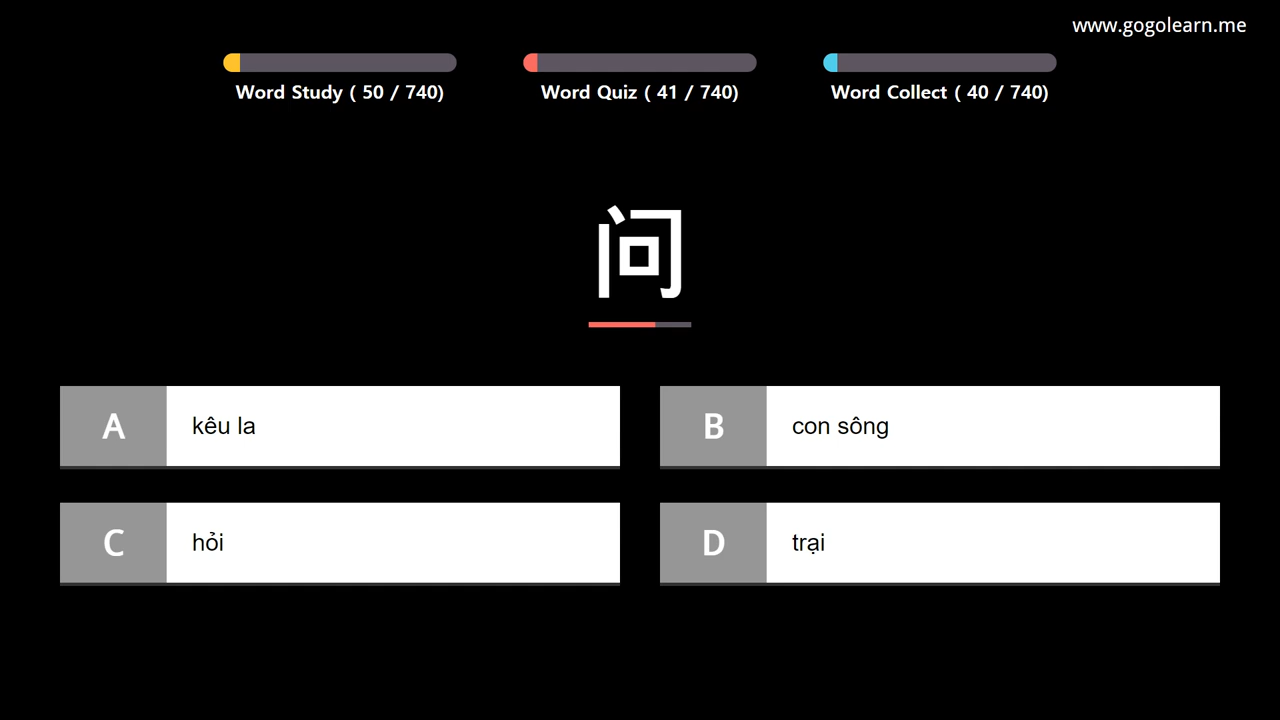 www.gogolearn.me
Word Study ( 50 / 740)
Word Quiz ( 41 / 740)
Word Collect ( 40 / 740)
问
A kêu la
B con sông
C hỏi
D trại